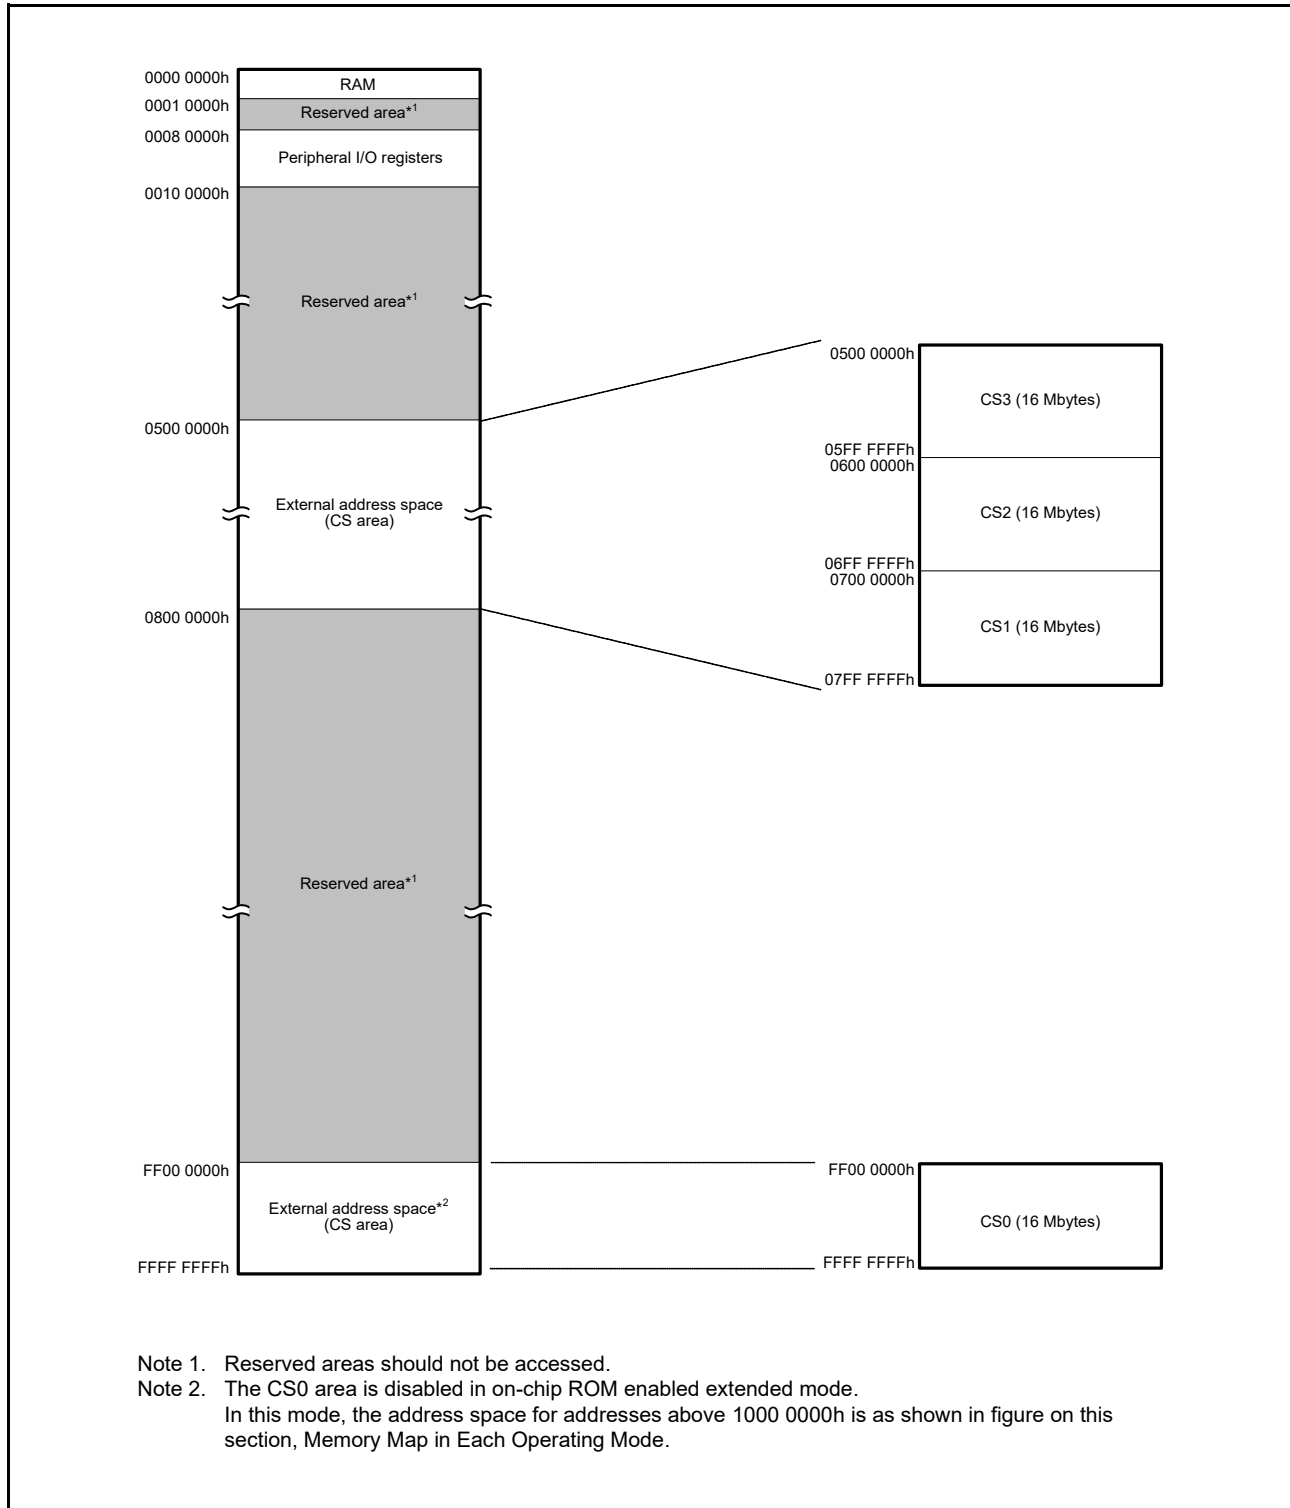 0000 0000h
RAM
0001 0000h
Reserved area*1
0008 0000h
Peripheral I/O registers
0010 0000h
Reserved area*1
0500 0000h
External address space
(CS area)
0800 0000h
Reserved area*1
FF00 0000h
External address space*2
(CS area)
FFFF FFFFh
0500 0000h
CS3 (16 Mbytes)
05FF FFFFh
0600 0000h
CS2 (16 Mbytes)
06FF FFFFh
0700 0000h
CS1 (16 Mbytes)
07FF FFFFh
FF00 0000h
CS0 (16 Mbytes)
FFFF FFFFh
Note 1. Reserved areas should not be accessed.
Note 2. The CS0 area is disabled in on-chip ROM enabled extended mode.
In this mode, the address space for addresses above 1000 0000h is as shown in figure on this
section, Memory Map in Each Operating Mode.